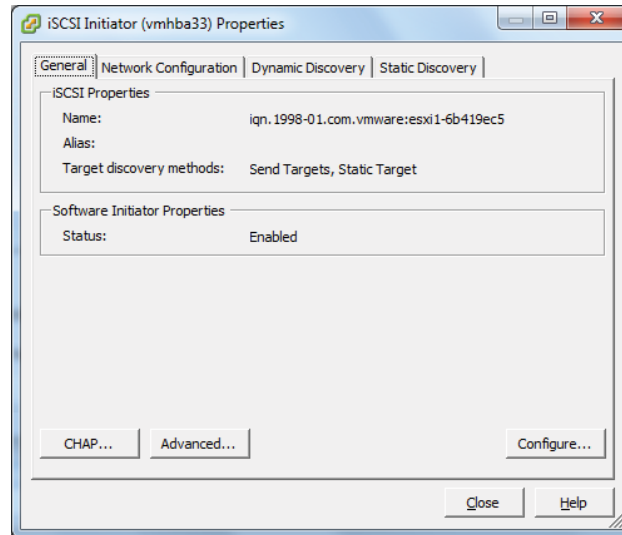 iSCSI Initiator (vmhba33) Properties
General Network Configuration Dynamic Discovery Static Discovery
iSCSI Properties
Name: iqn.1998-01.com.vmware:esxi1-6b419ec5
Alias:
Target discovery methods: Send Targets, Static Target
Software Initiator Properties
Status: Enabled
CHAP... Advanced... Configure...
Close Help